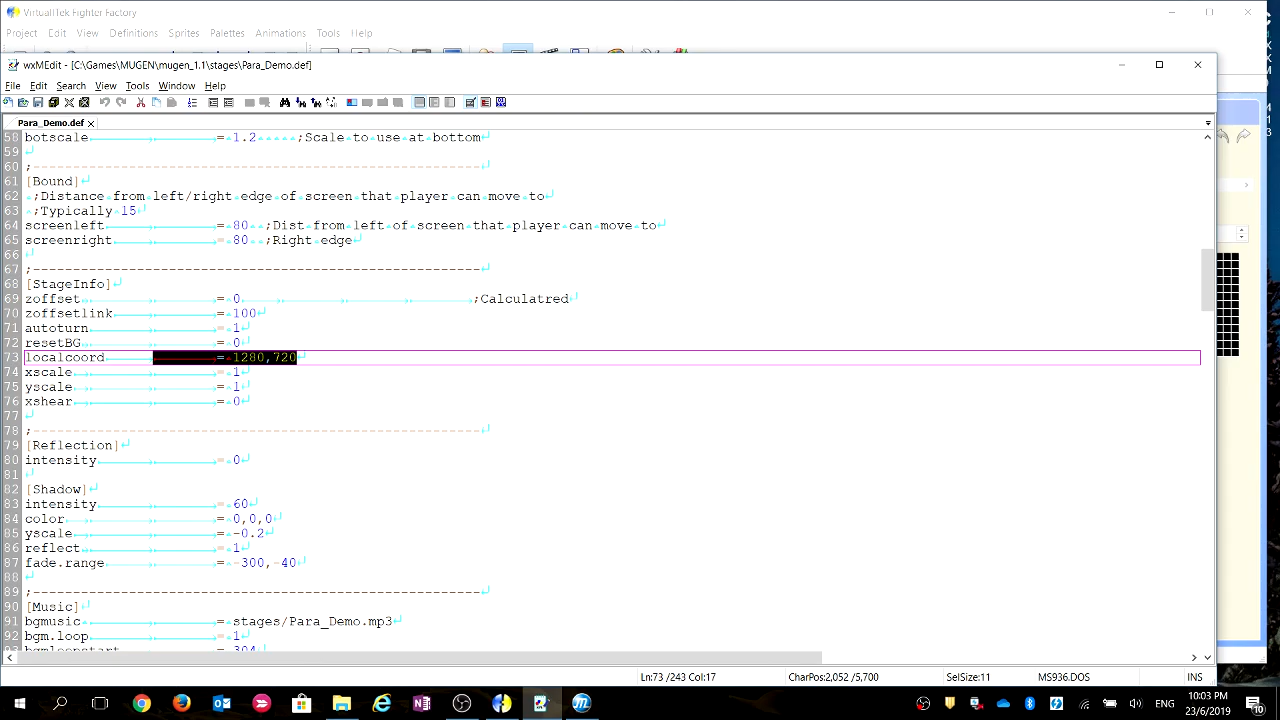 VirtuallTek Fighter Factory
Project Edit View Definitions Sprites Palettes Animations Tools Help
wxMEdit - [C:\Games\MUGEN\mugen_1.1\stages\Para_Demo.def]
File Edit Search View Tools Window Help
Para_Demo.def
58 botscale = 1.2 ;Scale to use at bottom
59
60 ;--------------------------------------------------------
61 [Bound]
62 ;Distance from left/right edge of screen that player can move to
63 ;Typically 15
64 screenleft = 80 ;Dist from left of screen that player can move to
65 screenright = 80 ;Right edge
66
67 ;--------------------------------------------------------
68 [StageInfo]
69 zoffset = 0 ;Calculatred
70 zoffsetlink = 100
71 autoturn = 1
72 resetBG = 0
73 localcoord = 1280,720
74 xscale = 1
75 yscale = 1
76 xshear = 0
77
78 ;--------------------------------------------------------
79 [Reflection]
80 intensity = 0
81
82 [Shadow]
83 intensity = 60
84 color = 0,0,0
85 yscale = -0.2
86 reflect = 1
87 fade.range = -300,-40
88
89 ;--------------------------------------------------------
90 [Music]
91 bgmusic = stages/Para_Demo.mp3
92 bgm.loop = 1
93 bgmloopstart = 304
Ln:73 /243 Col:17 CharPos:2,052 /5,700 SelSize:11 MS936.DOS INS
ENG 10:03 PM
23/6/2019 10